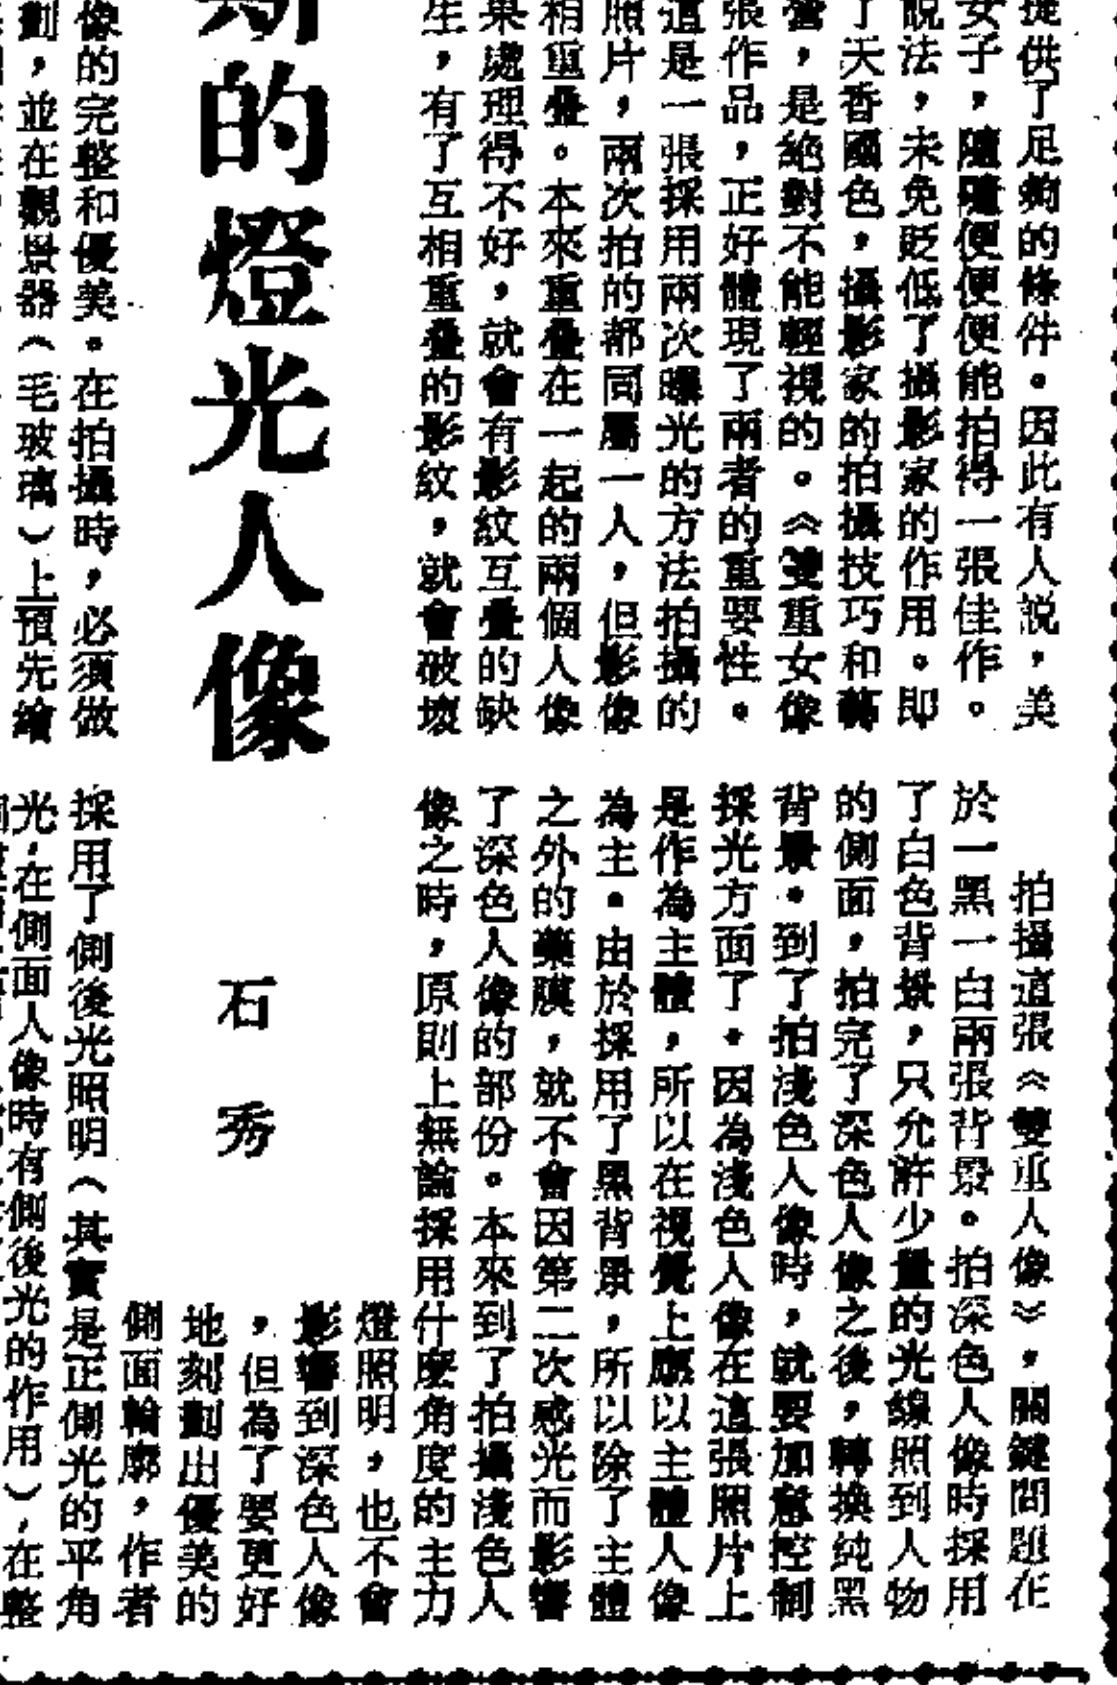 提供了足夠的條件。因此有人説，美
女子，隨隨便便便能拍得一張佳作。
說法，未免貶低了攝影家的作用。即
了天香國色，攝影家的拍攝技巧和
營，是絕對不能輕視的。《雙重女像
張作品，正好體現了兩者的重要性。
這是一張採用兩次曝光的方法拍攝的
照片，兩次拍的都同屬一人，但影像
相重疊。本來重疊在一起的兩個人像
果處理得不好，就會有影紋互疊的缺
生，有了互相重疊的影紋，就會破壞
的燈光人像
石秀
像的完整和優美。在拍攝時，必須做
劃，並在觀景器（毛玻璃）上預先繪
拍攝這張《雙重人像》，關鍵問題在
於一黑一白兩張背景。拍深色人像時採用
了白色背景，只允許少量的光線照到人物
的側面，拍完了深色人像之後，轉換純黑
背景。到了拍淺色人像時，就要加意控制
採光方面了。因為淺色人像在這張照片上
是作為主體，所以在視覺上應以主體人像
為主。由於採用了黑背景，所以除了主體
之外的藥膜，就不會因第二次感光而影響
了深色人像的部份。本來到了拍攝淺色人
像之時，原則上無論採用什麼角度的主力
燈照明，也不會
影響到深色人像
，但為了要更好
地刻劃出優美的
側面輪廓，作者
採用了側後光照明（其實是正側光的平角
光，在側面人像時有側後光的作用），在整